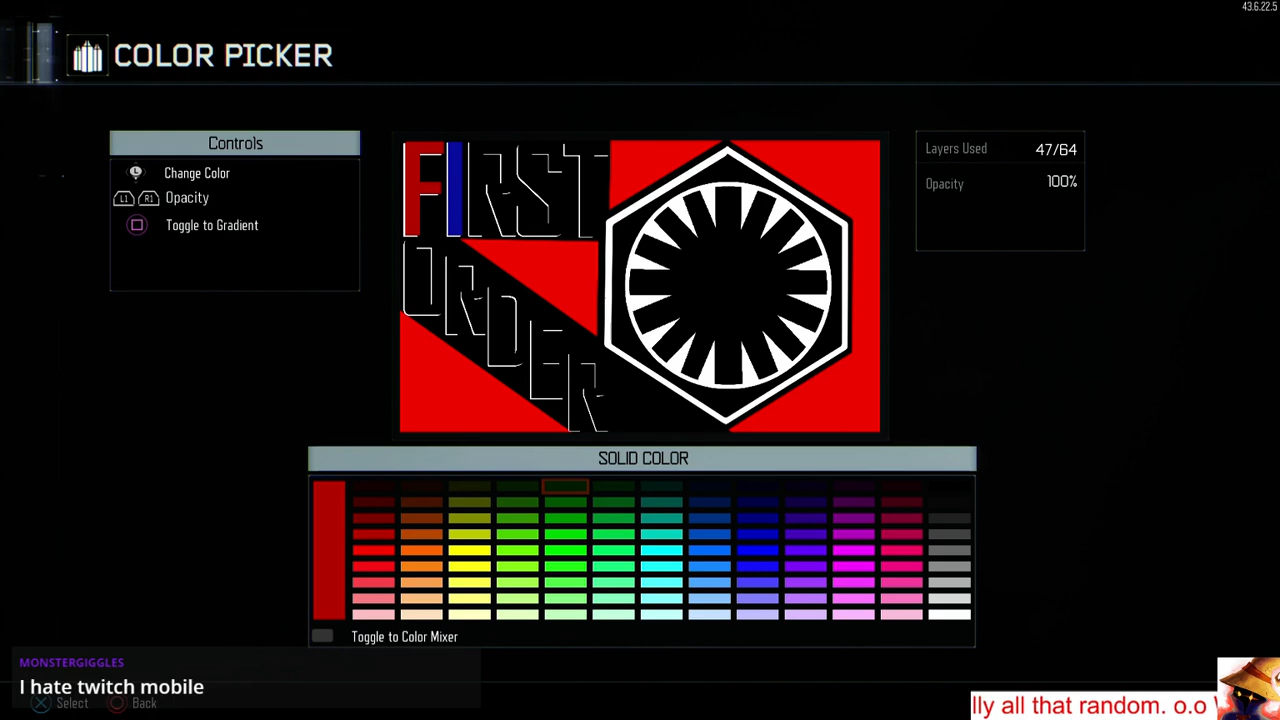 43.6.22.5
COLOR PICKER
Controls
L Change Color
L1 R1 Opacity
Toggle to Gradient
FIRST
ORDER
Layers Used 47/64
Opacity 100%
SOLID COLOR
Toggle to Color Mixer
MONSTERGIGGLES
I hate twitch mobile
Select Back
lly all that random. o.o